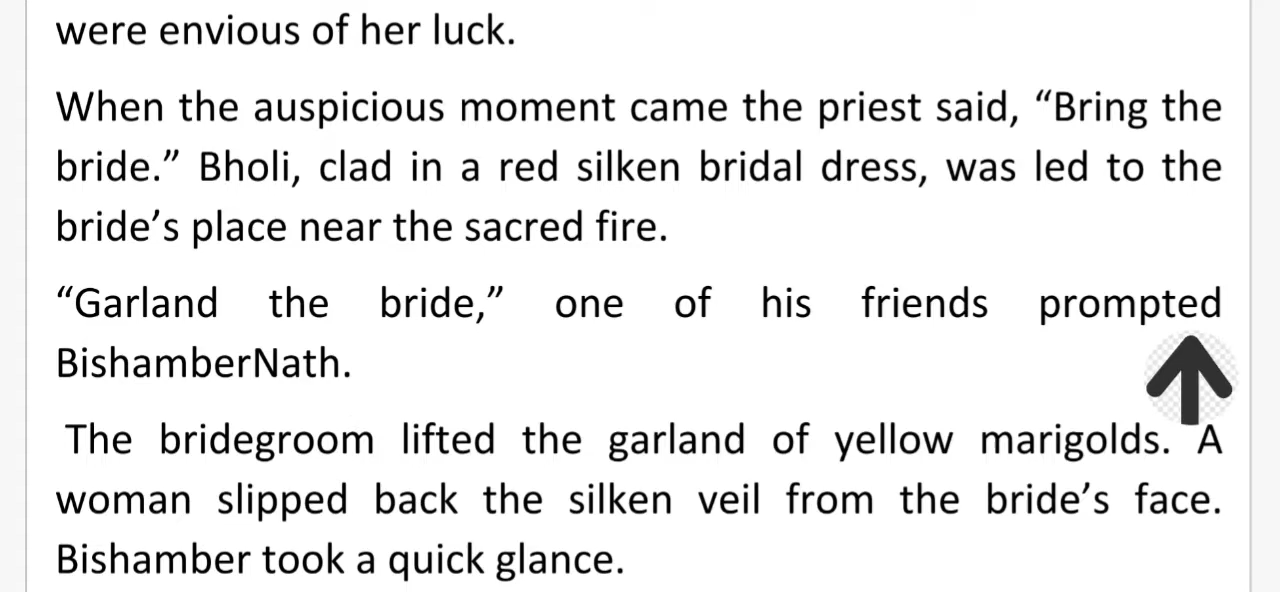 were envious of her luck.
When the auspicious moment came the priest said, “Bring the
bride.” Bholi, clad in a red silken bridal dress, was led to the
bride’s place near the sacred fire.
“Garland the bride,” one of his friends prompted
BishamberNath.
The bridegroom lifted the garland of yellow marigolds. A
woman slipped back the silken veil from the bride’s face.
Bishamber took a quick glance.